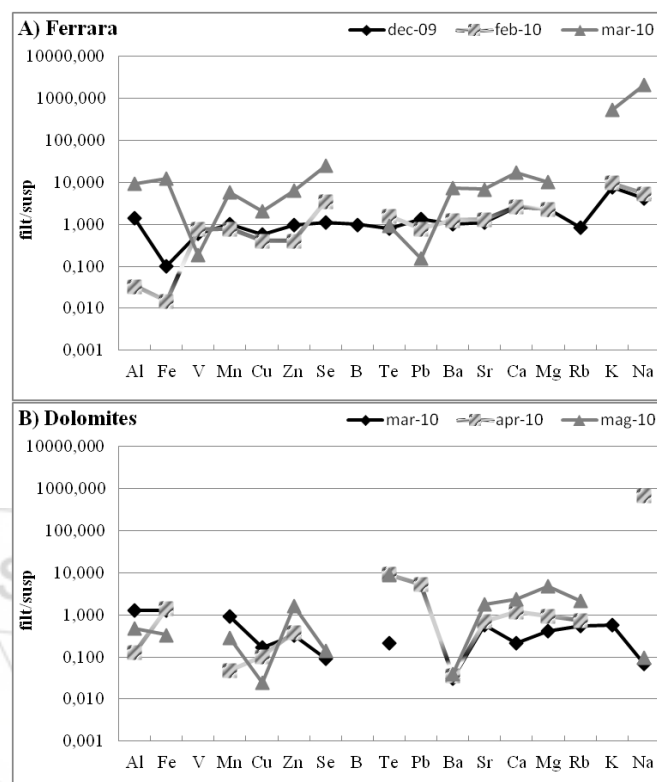 A) Ferrara
dec-09 feb-10 mar-10
10000,000
1000,000
100,000
10,000
1,000
0,100
0,010
0,001
filt/susp
Al Fe V Mn Cu Zn Se B Te Pb Ba Sr Ca Mg Rb K Na
B) Dolomites
mar-10 apr-10 mag-10
10000,000
1000,000
100,000
10,000
1,000
0,100
0,010
0,001
filt/susp
Al Fe V Mn Cu Zn Se B Te Pb Ba Sr Ca Mg Rb K Na